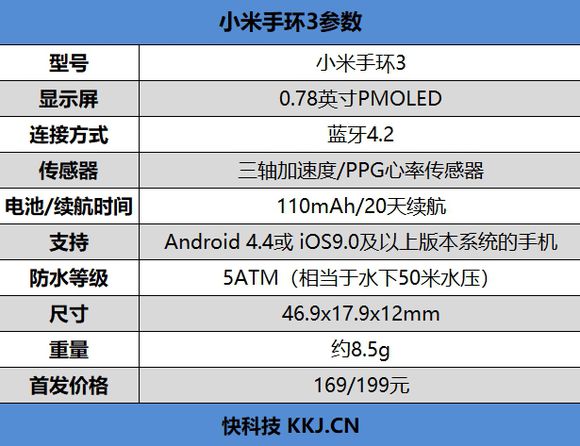 小米手环3参数
型号 小米手环3
显示屏 0.78英寸PMOLED
连接方式 蓝牙4.2
传感器 三轴加速度/PPG心率传感器
电池/续航时间 110mAh/20天续航
支持 Android 4.4或 iOS9.0及以上版本系统的手机
防水等级 5ATM（相当于水下50米水压）
尺寸 46.9x17.9x12mm
重量 约8.5g
首发价格 169/199元
快科技 KKJ.CN